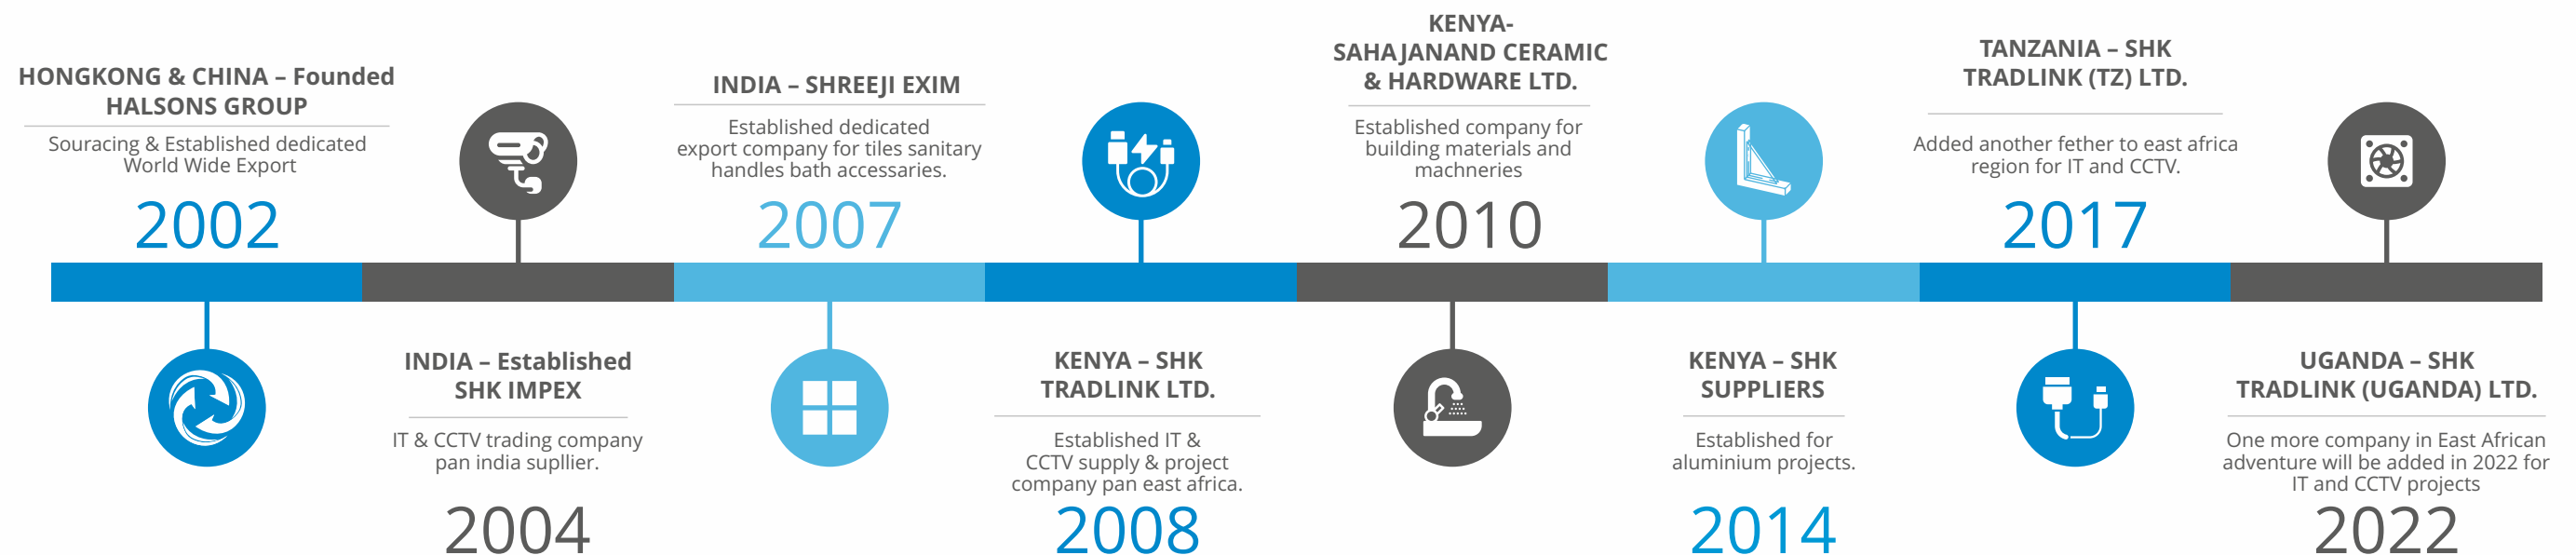 HONGKONG & CHINA – Founded
HALSONS GROUP
Souracing & Established dedicated
World Wide Export
2002
INDIA – Established
SHK IMPEX
IT & CCTV trading company
pan india supllier.
2004
INDIA – SHREEJI EXIM
Established dedicated
export company for tiles sanitary
handles bath accessaries.
2007
KENYA – SHK
TRADLINK LTD.
Established IT &
CCTV supply & project
company pan east africa.
2008
KENYA-
SAHAJANAND CERAMIC
& HARDWARE LTD.
Established company for
building materials and
machneries
2010
KENYA – SHK
SUPPLIERS
Established for
aluminium projects.
2014
TANZANIA – SHK
TRADLINK (TZ) LTD.
Added another fether to east africa
region for IT and CCTV.
2017
UGANDA – SHK
TRADLINK (UGANDA) LTD.
One more company in East African
adventure will be added in 2022 for
IT and CCTV projects
2022